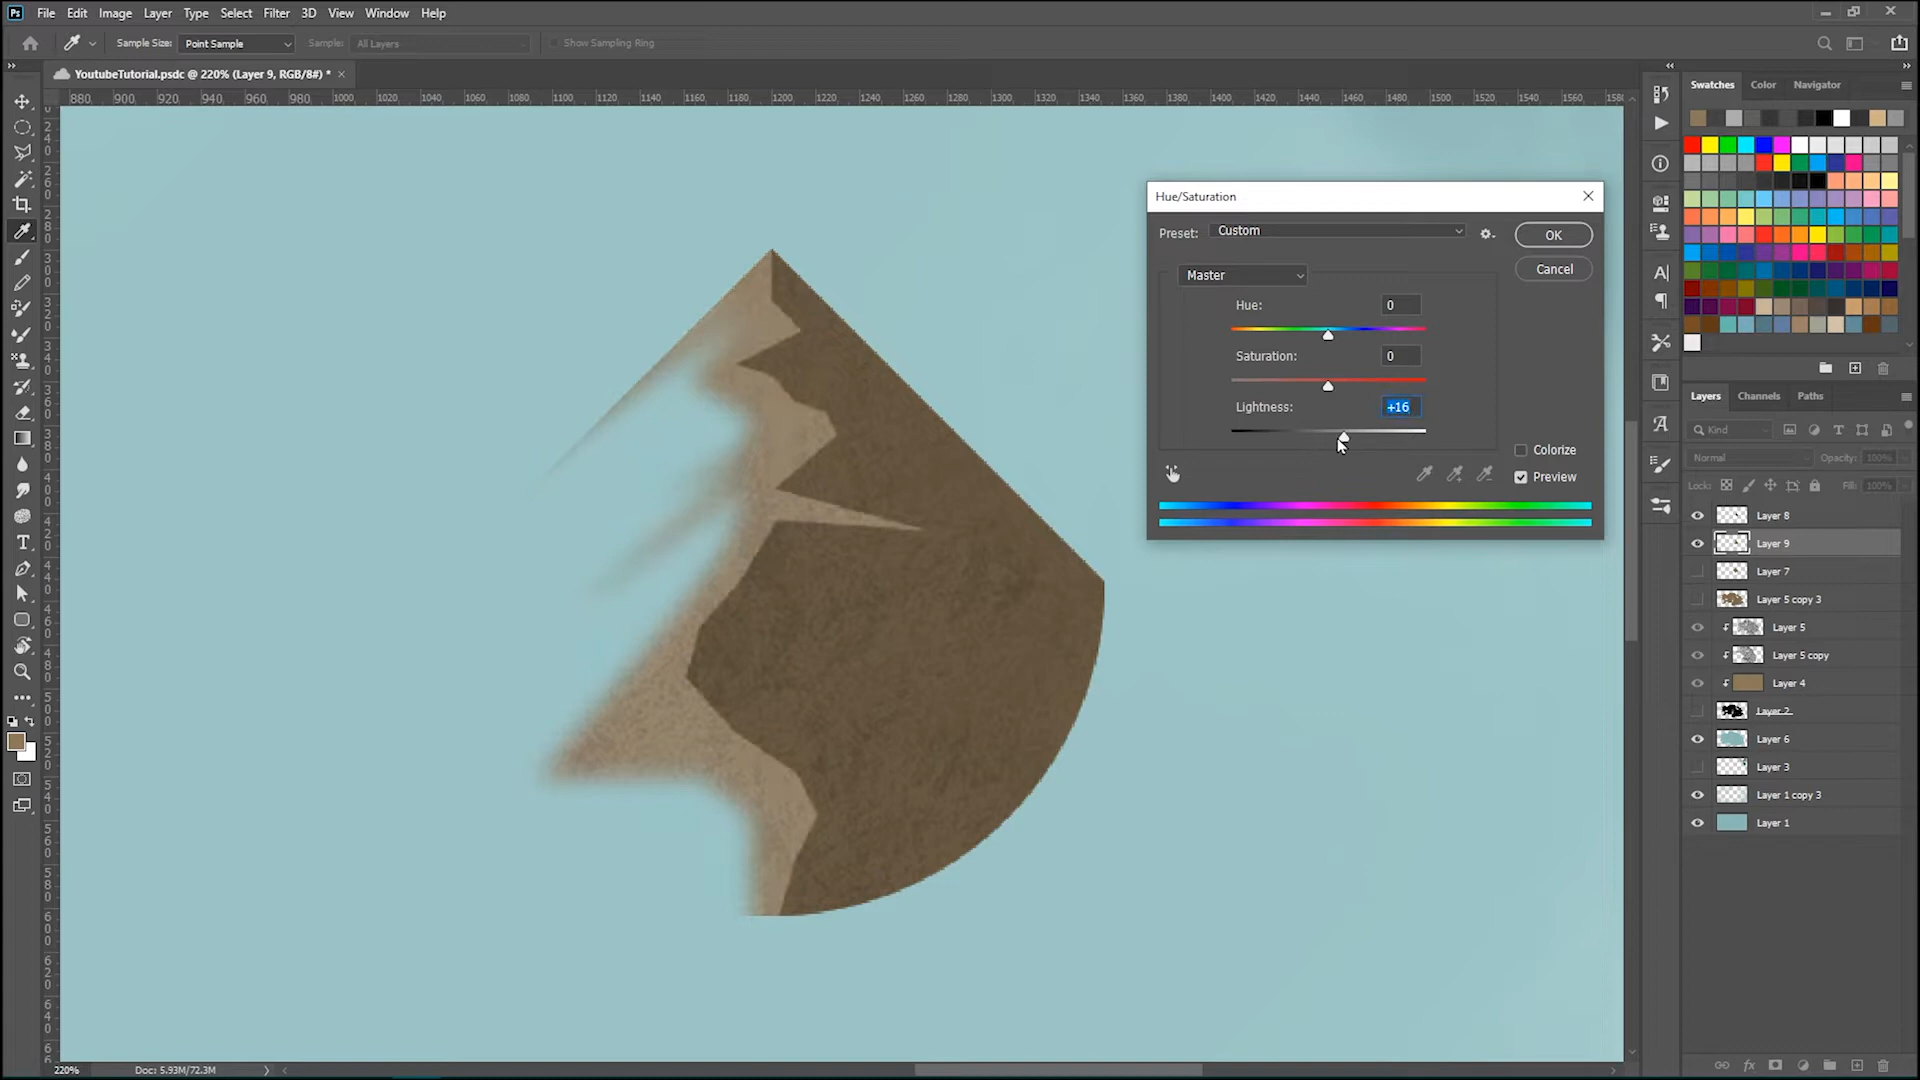 Ps File Edit Image Layer Type Select Filter 3D View Window Help
Sample Size: Point Sample Sample: All Layers Show Sampling Ring
YoutubeTutorial.psdc @ 220% (Layer 9, RGB/8#) * ×
880 900 920 940 960 980 1000 1020 1040 1060 1080 1100 1120 1140 1160 1180 1200 1220 1240 1260 1280 1300 1320 1340 1360 1380 1400 1420 1440 1460 1480 1500 1520 1540 1560 1580
Swatches Color Navigator
Hue/Saturation
Preset: Custom
OK
Cancel
Master
Hue: 0
Saturation: 0
Lightness: +16
Colorize
Preview
Layers Channels Paths
Kind
Normal Opacity: 100%
Lock: Fill: 100%
Layer 8
Layer 9
Layer 7
Layer 5 copy 3
Layer 5
Layer 5 copy
Layer 4
Layer 2
Layer 6
Layer 3
Layer 1 copy 3
Layer 1
220% Doc: 5.93M/72.3M